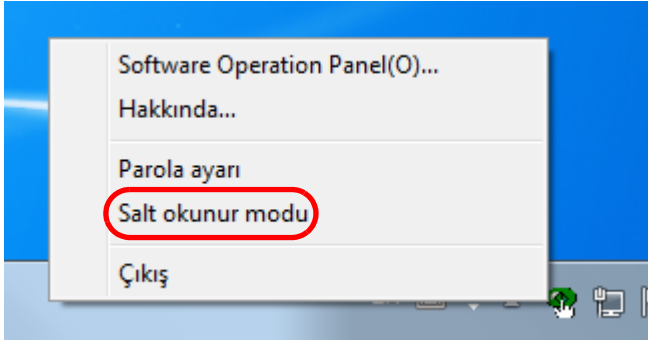 Software Operation Panel(O)...
Hakkında...
Parola ayarı
Salt okunur modu
Çıkış